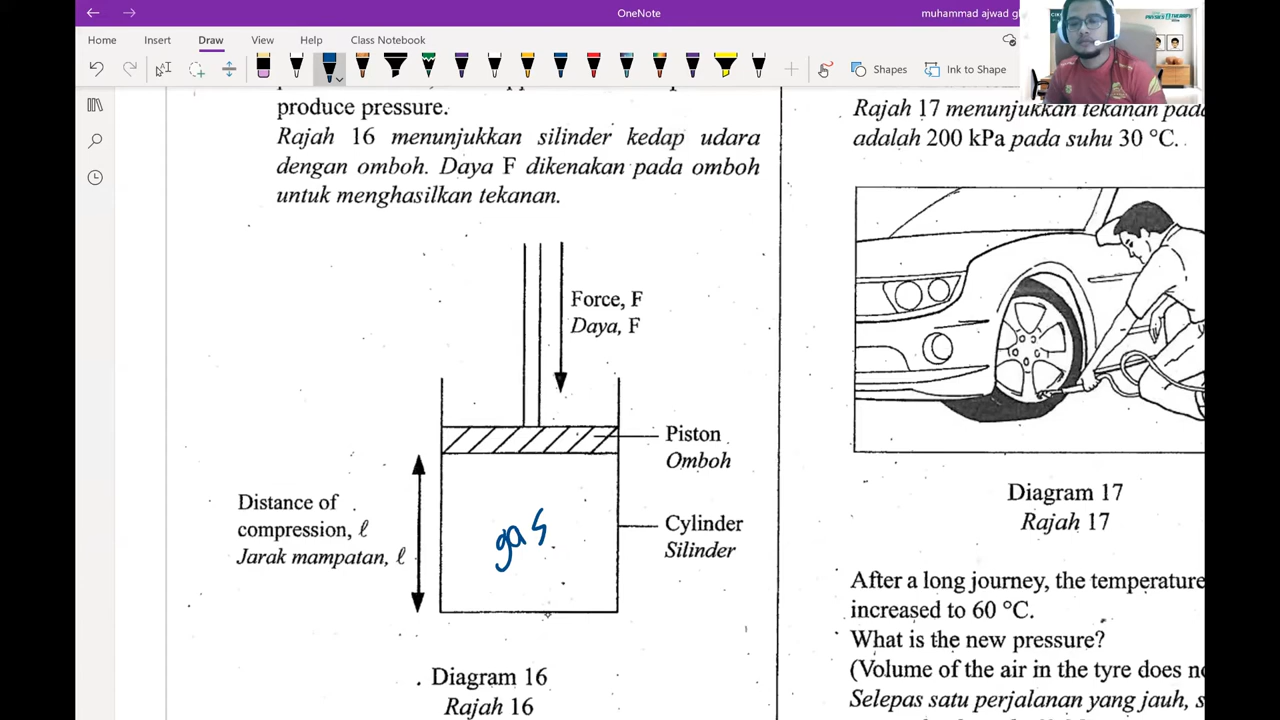 OneNote
muhammad ajwad gh
Home
Insert
Draw
View
Help
Class Notebook
Shapes
Ink to Shape
produce pressure.
Rajah 16 menunjukkan silinder kedap udara
dengan omboh. Daya F dikenakan pada omboh
untuk menghasilkan tekanan.
Force, F
Daya, F
Piston
Omboh
Distance of
compression, ℓ
Jarak mampatan, ℓ
gas
Cylinder
Silinder
Diagram 16
Rajah 16
Rajah 17 menunjukkan tekanan pada
adalah 200 kPa pada suhu 30 °C.
Diagram 17
Rajah 17
After a long journey, the temperature
increased to 60 °C.
What is the new pressure?
(Volume of the air in the tyre does no
Selepas satu perjalanan yang jauh, s